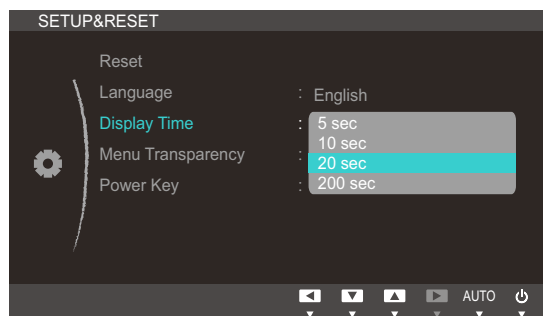 SETUP&RESET
Reset
Language : English
Display Time : 5 sec
10 sec
Menu Transparency : 20 sec
Power Key : 200 sec
AUTO